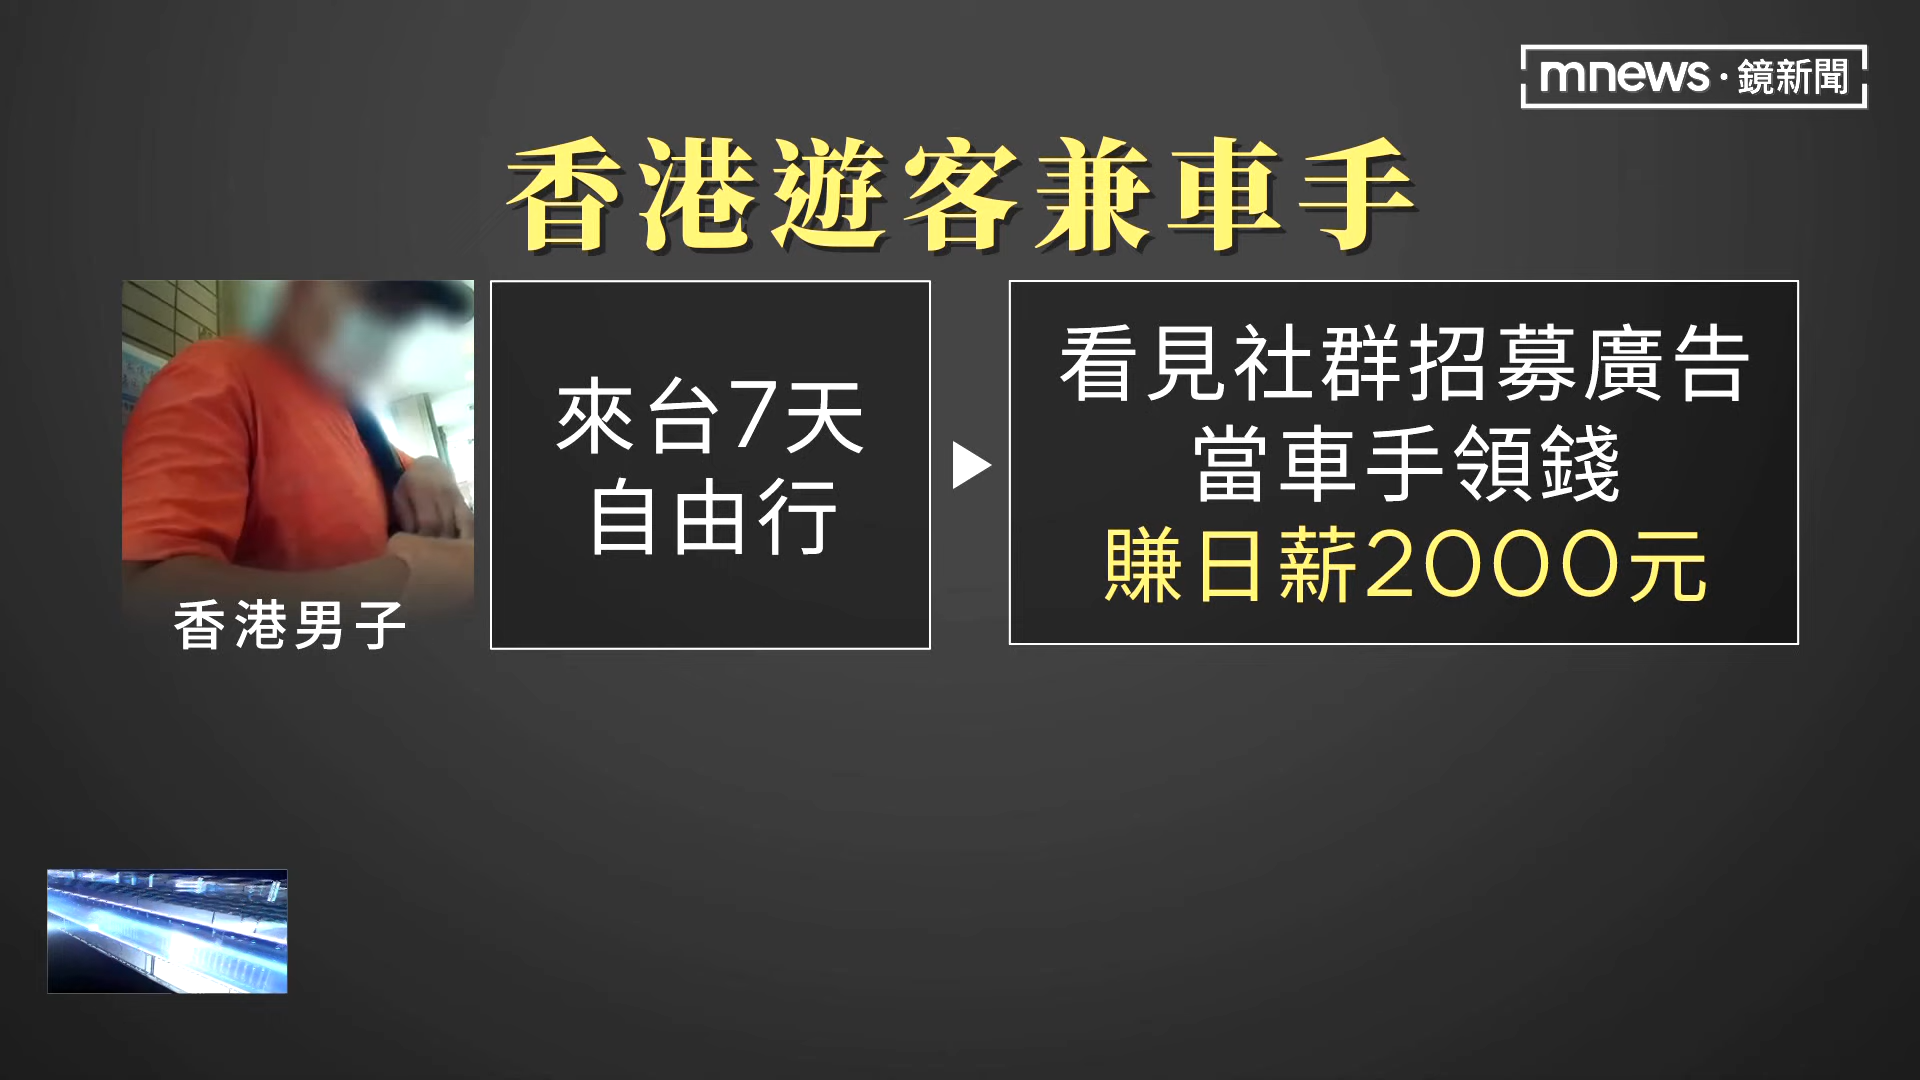 mnews·鏡新聞
香港遊客兼車手
來台7天
自由行
看見社群招募廣告
當車手領錢
賺日薪2000元
香港男子